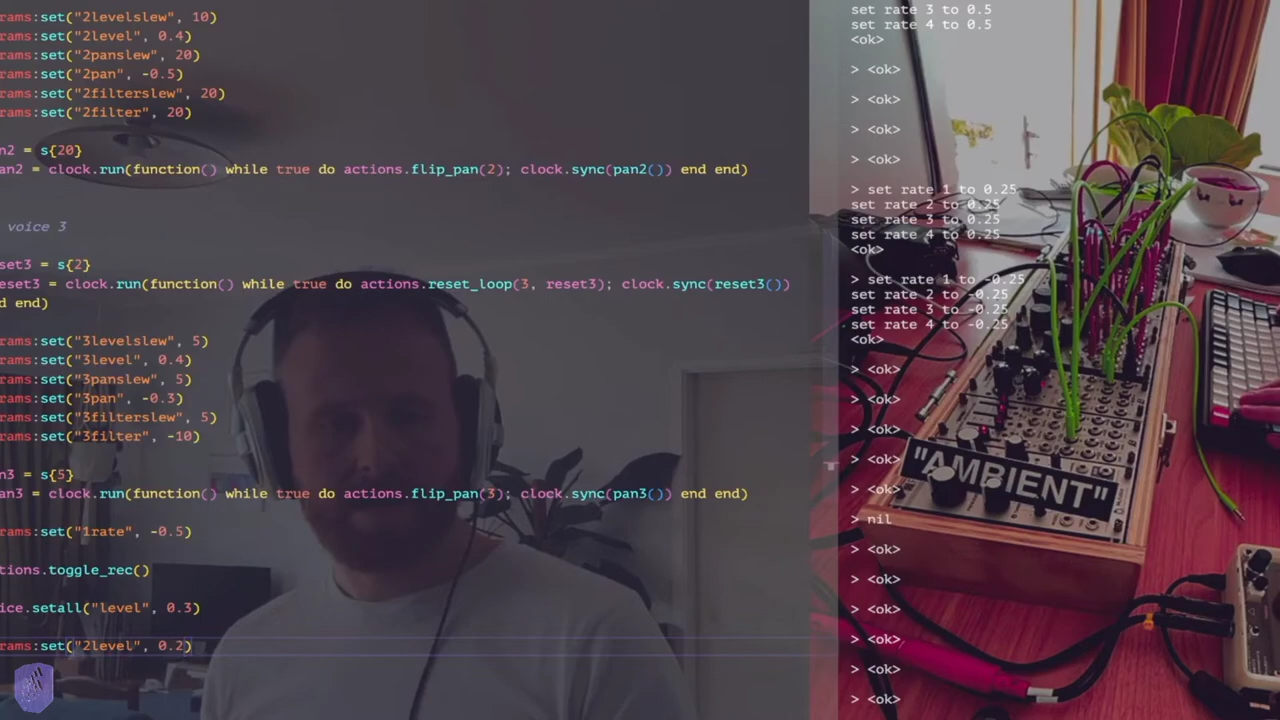 rams:set("2levelslew", 10)
rams:set("2level", 0.4)
rams:set("2panslew", 20)
rams:set("2pan", -0.5)
rams:set("2filterslew", 20)
rams:set("2filter", 20)
an2 = s{20}
an2 = clock.run(function() while true do actions.flip_pan(2); clock.sync(pan2()) end end)
voice 3
set3 = s{2}
eset3 = clock.run(function() while true do actions.reset_loop(3, reset3); clock.sync(reset3())
d end)
rams:set("3levelslew", 5)
rams:set("3level", 0.4)
rams:set("3panslew", 5)
rams:set("3pan", -0.3)
rams:set("3filterslew", 5)
rams:set("3filter", -10)
an3 = s{5}
an3 = clock.run(function() while true do actions.flip_pan(3); clock.sync(pan3()) end end)
rams:set("1rate", -0.5)
tions.toggle_rec()
ice.setall("level", 0.3)
rams:set("2level", 0.2)
set rate 3 to 0.5
set rate 4 to 0.5
<ok>
> <ok>
> <ok>
> <ok>
> <ok>
> set rate 1 to 0.25
set rate 2 to 0.25
set rate 3 to 0.25
set rate 4 to 0.25
<ok>
> set rate 1 to -0.25
set rate 2 to -0.25
set rate 3 to -0.25
set rate 4 to -0.25
<ok>
> <ok>
> <ok>
> <ok>
> <ok>
> <ok>
> nil
> <ok>
> <ok>
> <ok>
> <ok>
> <ok>
> <ok>
"AMBIENT"